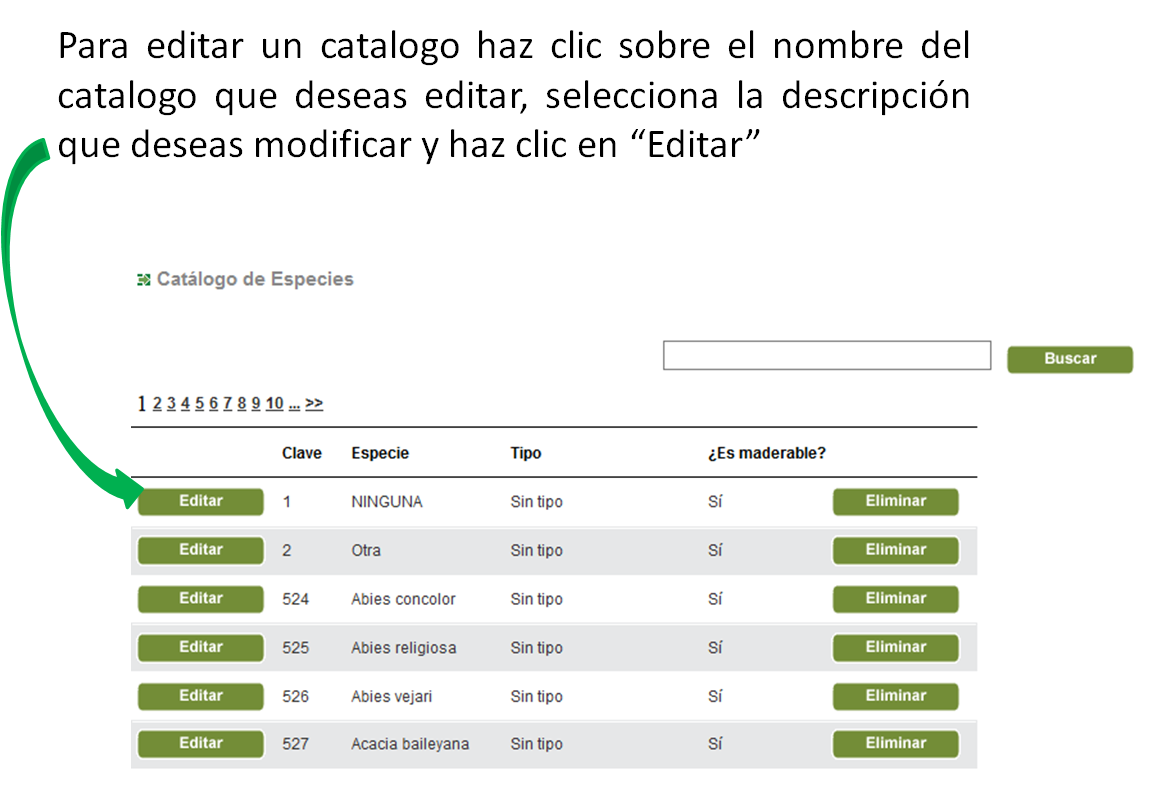 Para editar un catalogo haz clic sobre el nombre del
catalogo que deseas editar, selecciona la descripción
que deseas modificar y haz clic en “Editar”
Catálogo de Especies
Buscar
1 2 3 4 5 6 7 8 9 10 ... >>
Clave Especie Tipo ¿Es maderable?
Editar 1 NINGUNA Sin tipo Sí Eliminar
Editar 2 Otra Sin tipo Sí Eliminar
Editar 524 Abies concolor Sin tipo Sí Eliminar
Editar 525 Abies religiosa Sin tipo Sí Eliminar
Editar 526 Abies vejari Sin tipo Sí Eliminar
Editar 527 Acacia baileyana Sin tipo Sí Eliminar